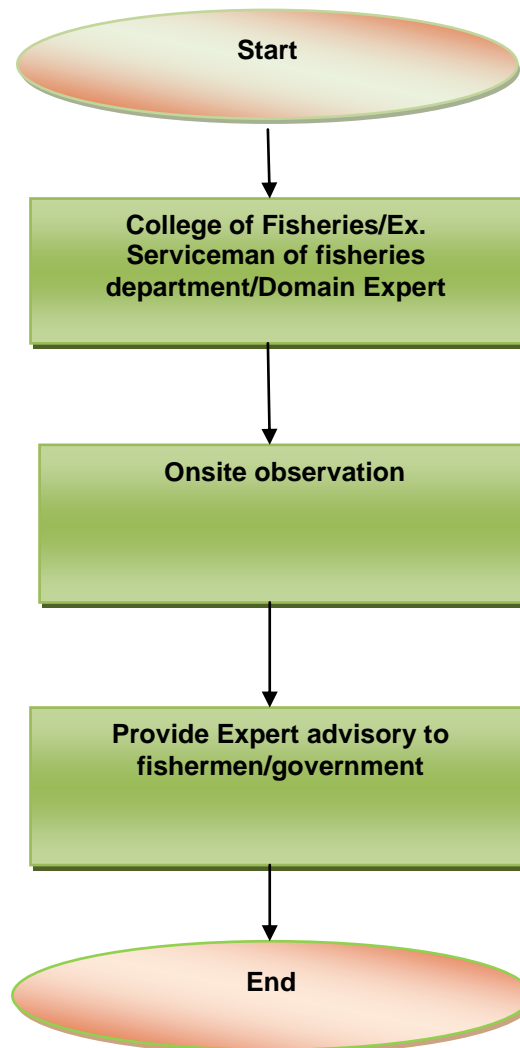 Start
College of Fisheries/Ex.
Serviceman of fisheries
department/Domain Expert
Onsite observation
Provide Expert advisory to
fishermen/government
End